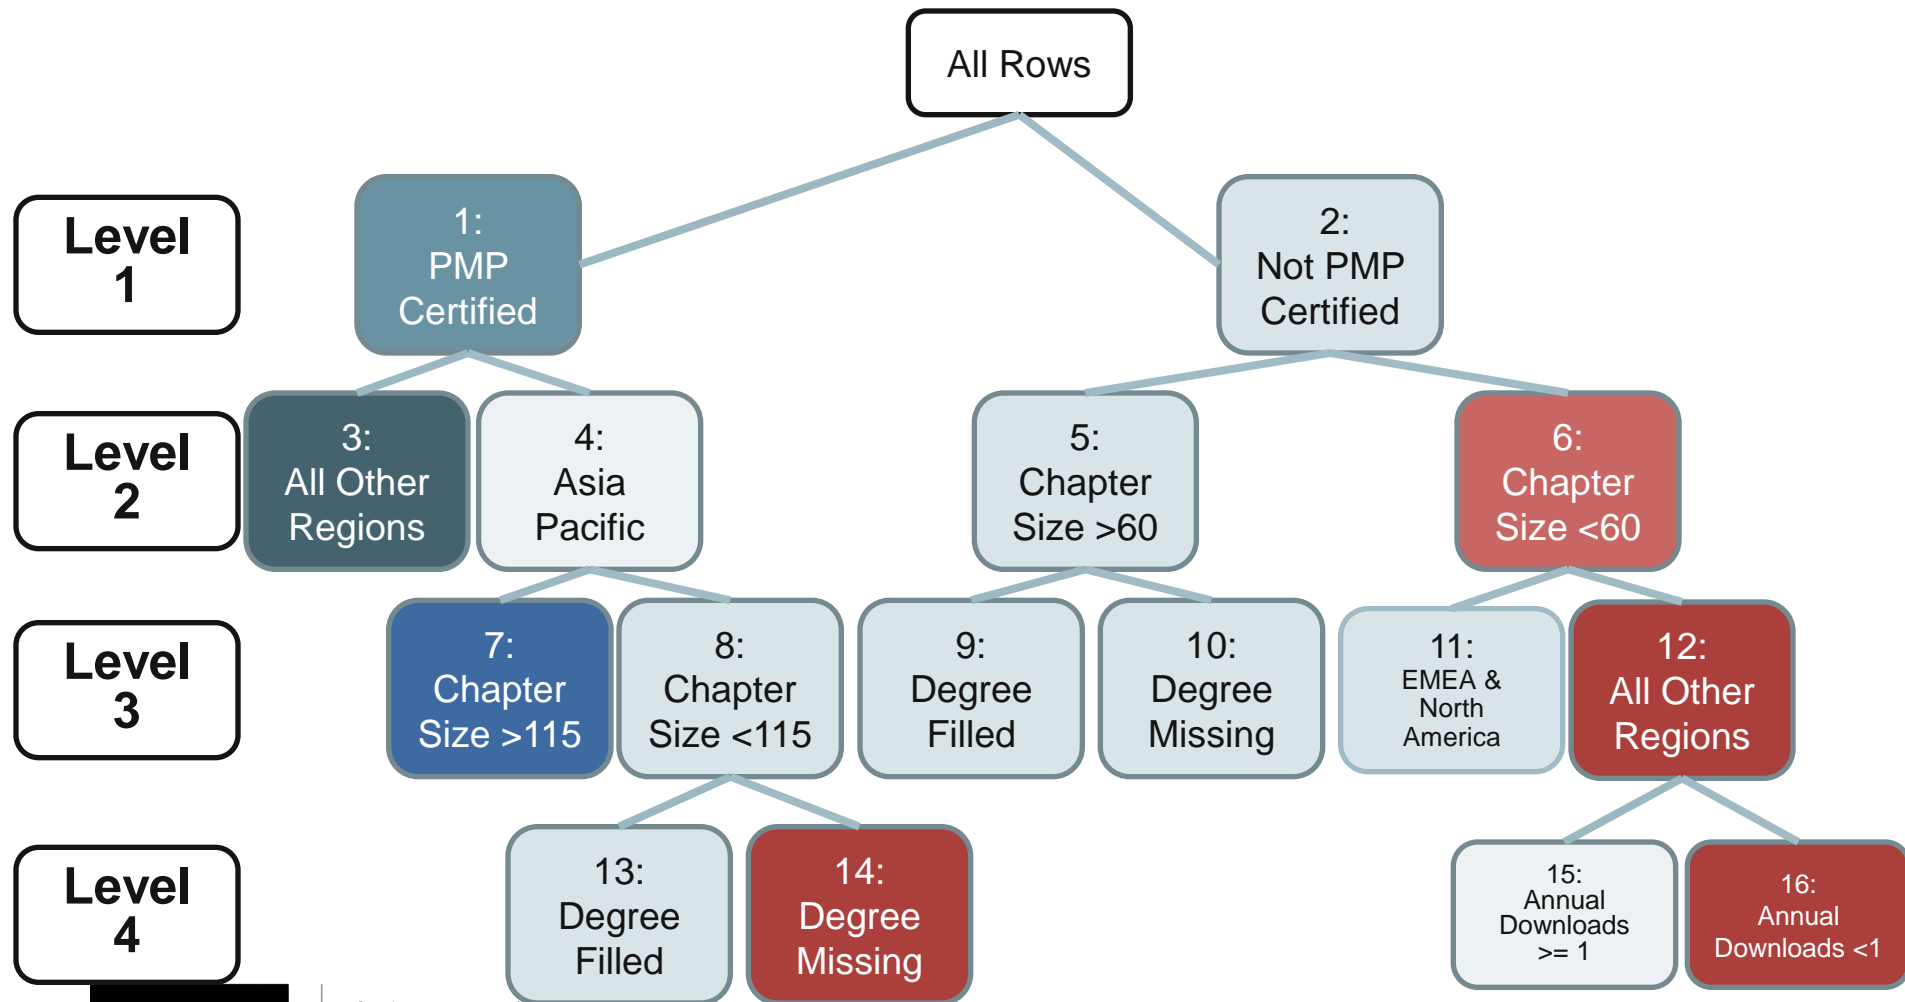 All Rows
Level
1
1:
PMP
Certified
2:
Not PMP
Certified
Level
2
3:
All Other
Regions
4:
Asia
Pacific
5:
Chapter
Size >60
6:
Chapter
Size <60
Level
3
7:
Chapter
Size >115
8:
Chapter
Size <115
9:
Degree
Filled
10:
Degree
Missing
11:
EMEA &
North
America
12:
All Other
Regions
Level
4
13:
Degree
Filled
14:
Degree
Missing
15:
Annual
Downloads
>= 1
16:
Annual
Downloads <1